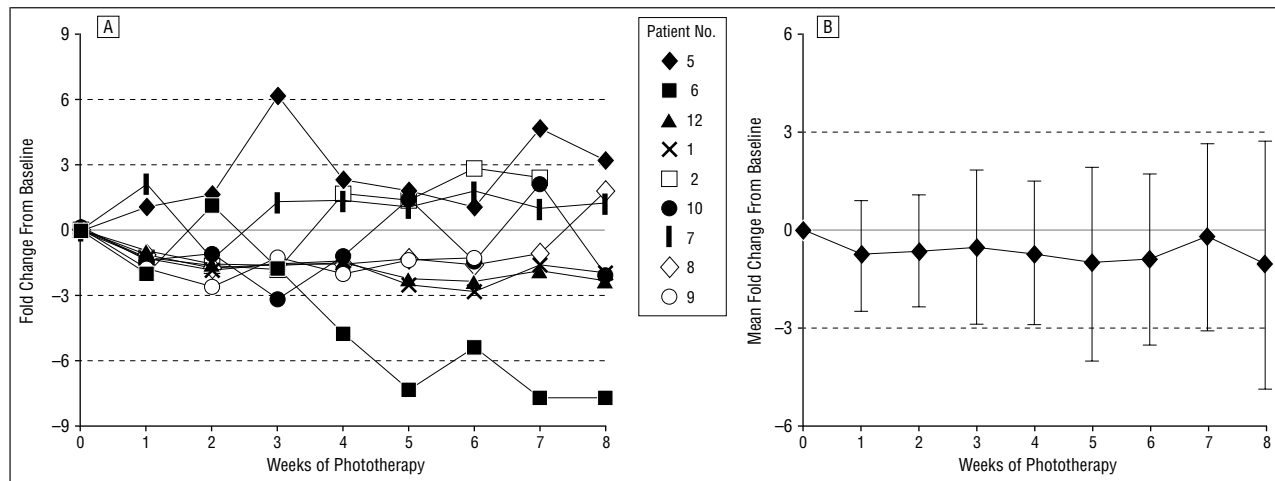 A
Fold Change From Baseline
9
6
3
0
–3
–6
–9
0 1 2 3 4 5 6 7 8
Weeks of Phototherapy
Patient No.
5
6
12
1
2
10
7
8
9
B
Mean Fold Change From Baseline
6
3
0
–3
–6
0 1 2 3 4 5 6 7 8
Weeks of Phototherapy